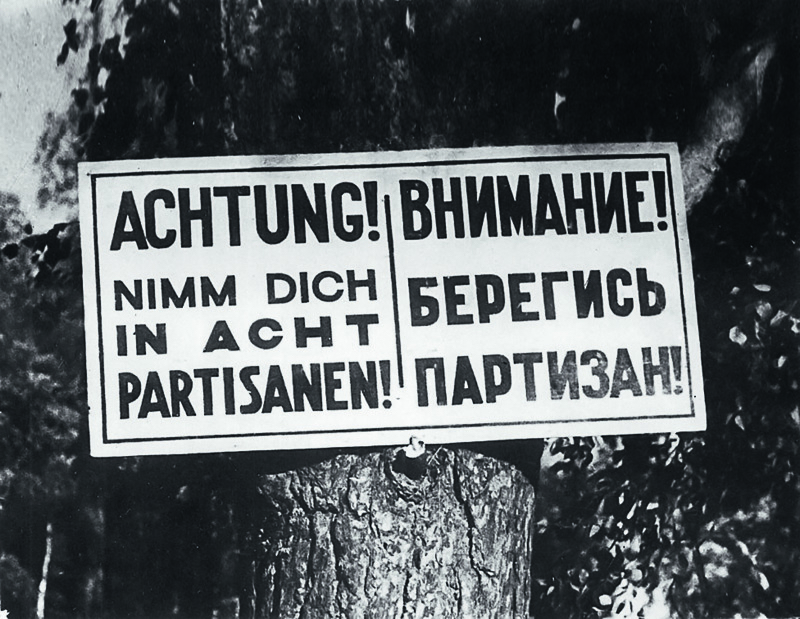 ACHTUNG!
NIMM DICH
IN ACHT
PARTISANEN!
ВНИМАНИЕ!
БЕРЕГИСЬ
ПАРТИЗАН!